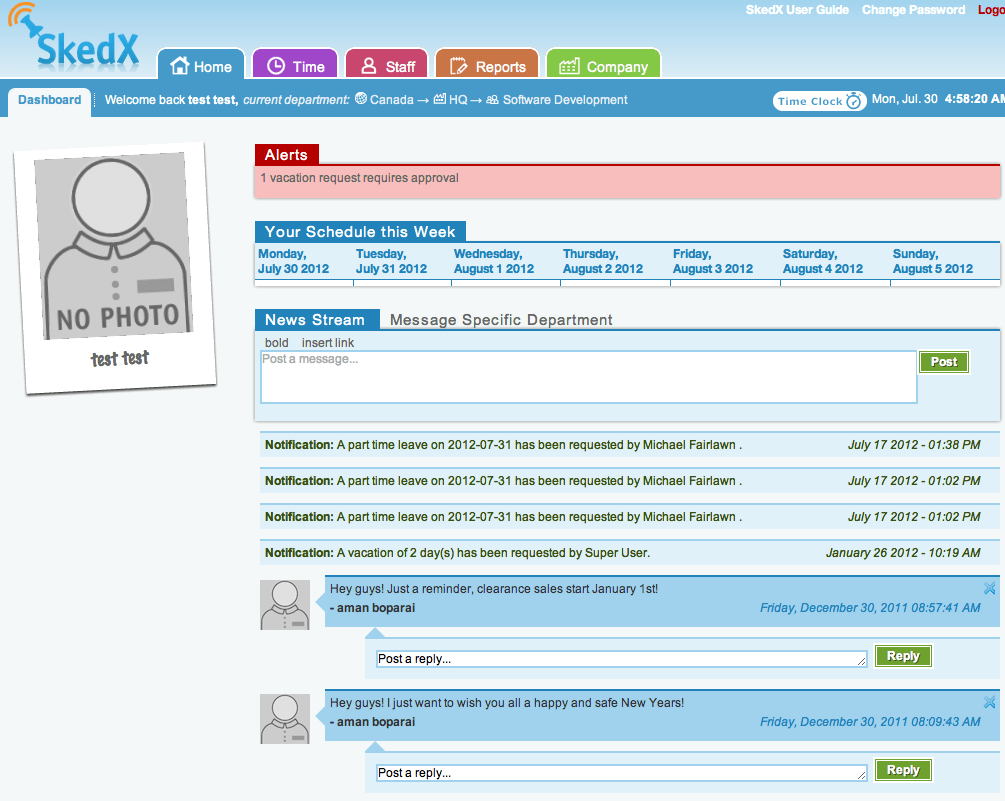 SkedX User Guide Change Password Logo
SkedX
Home Time Staff Reports Company
Dashboard Welcome back test test, current department: Canada → HQ → Software Development Time Clock Mon, Jul. 30 4:58:20 AM
NO PHOTO
test test
Alerts
1 vacation request requires approval
Your Schedule this Week
Monday, Tuesday, Wednesday, Thursday, Friday, Saturday, Sunday,
July 30 2012 July 31 2012 August 1 2012 August 2 2012 August 3 2012 August 4 2012 August 5 2012
News Stream Message Specific Department
bold insert link
Post a message...
Post
Notification: A part time leave on 2012-07-31 has been requested by Michael Fairlawn . July 17 2012 - 01:38 PM
Notification: A part time leave on 2012-07-31 has been requested by Michael Fairlawn . July 17 2012 - 01:02 PM
Notification: A part time leave on 2012-07-31 has been requested by Michael Fairlawn . July 17 2012 - 01:02 PM
Notification: A vacation of 2 day(s) has been requested by Super User. January 26 2012 - 10:19 AM
Hey guys! Just a reminder, clearance sales start January 1st!
- aman boparai Friday, December 30, 2011 08:57:41 AM
Post a reply... Reply
Hey guys! I just want to wish you all a happy and safe New Years!
- aman boparai Friday, December 30, 2011 08:09:43 AM
Post a reply... Reply